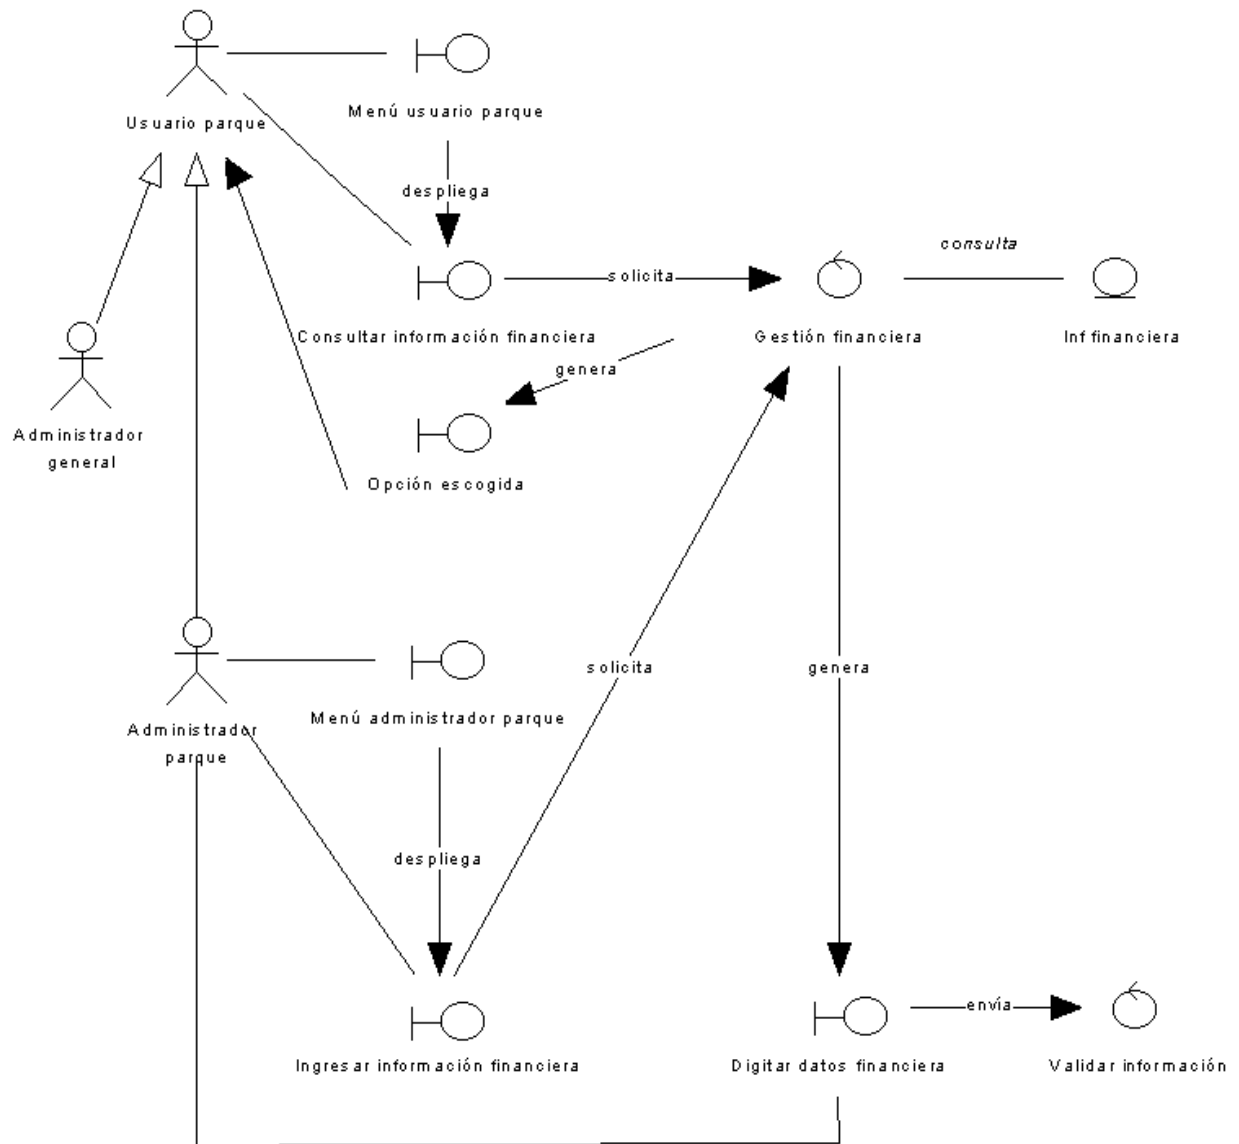 Usuario parque
Menú usuario parque
despliega
consulta
solicita
Consultar información financiera
Gestión financiera
Inf financiera
genera
Administrador
general
Opción escogida
solicita
genera
Menú administrador parque
Administrador
parque
despliega
envía
Ingresar información financiera
Digitar datos financiera
Validar información